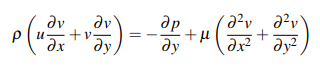 ρ(u ∂v/∂x + v ∂v/∂y) = −∂p/∂y + μ(∂²v/∂x² + ∂²v/∂y²)